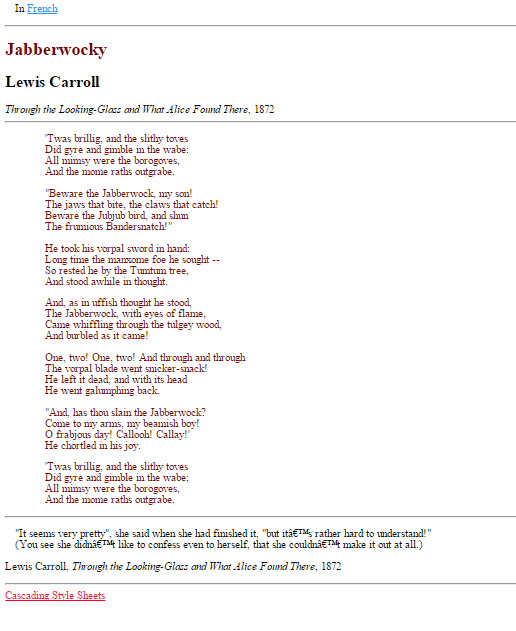 In French
Jabberwocky
Lewis Carroll
Through the Looking-Glass and What Alice Found There, 1872
'Twas brillig, and the slithy toves
Did gyre and gimble in the wabe:
All mimsy were the borogoves,
And the mome raths outgrabe.
"Beware the Jabberwock, my son!
The jaws that bite, the claws that catch!
Beware the Jubjub bird, and shun
The frumious Bandersnatch!"
He took his vorpal sword in hand:
Long time the manxome foe he sought --
So rested he by the Tumtum tree,
And stood awhile in thought.
And, as in uffish thought he stood,
The Jabberwock, with eyes of flame,
Came whiffling through the tulgey wood,
And burbled as it came!
One, two! One, two! And through and through
The vorpal blade went snicker-snack!
He left it dead, and with its head
He went galumphing back.
"And, has thou slain the Jabberwock?
Come to my arms, my beamish boy!
O frabjous day! Callooh! Callay!'
He chortled in his joy.
'Twas brillig, and the slithy toves
Did gyre and gimble in the wabe;
All mimsy were the borogoves,
And the mome raths outgrabe.
"It seems very pretty", she said when she had finished it, "but itâ€™s rather hard to understand!"
(You see she didnâ€™t like to confess even to herself, that she couldnâ€™t make it out at all.)
Lewis Carroll, Through the Looking-Glass and What Alice Found There, 1872
Cascading Style Sheets